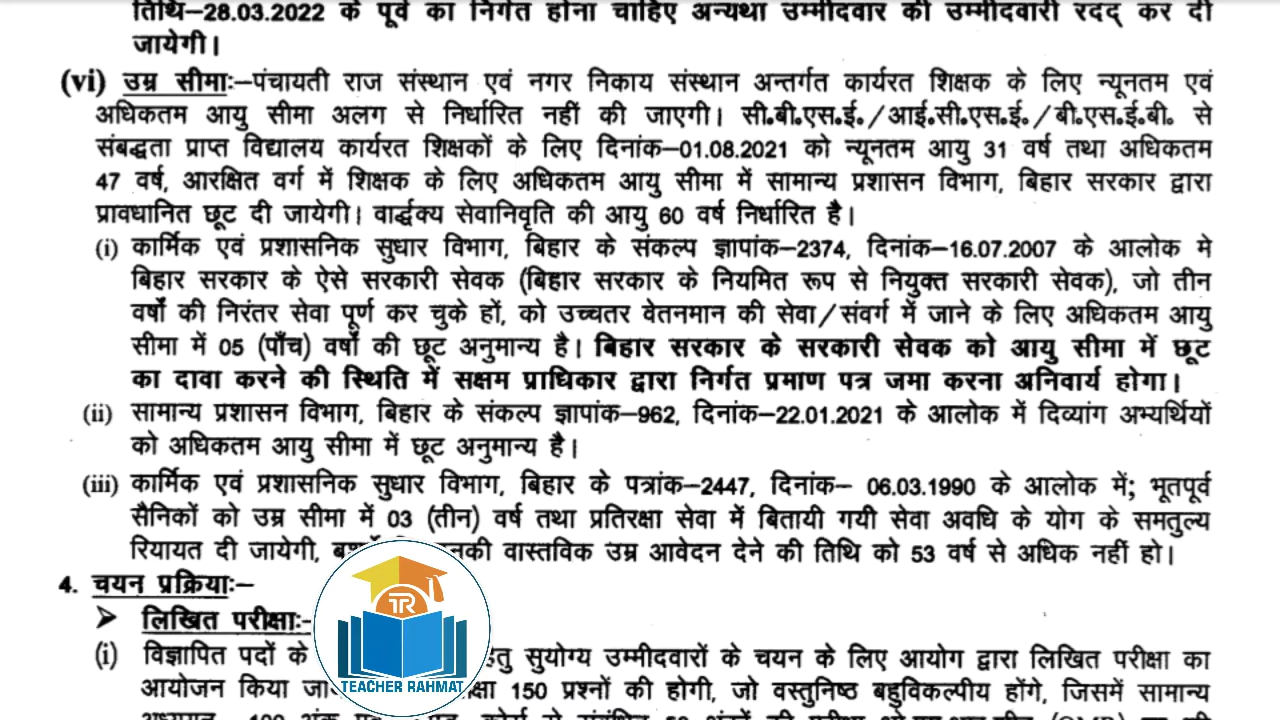 तिथि–28.03.2022 के पूर्व का निर्गत होना चाहिए अन्यथा उम्मीदवार की उम्मीदवारी रदद् कर दी
जायेगी।
(vi) उम्र सीमाः–पंचायती राज संस्थान एवं नगर निकाय संस्थान अन्तर्गत कार्यरत शिक्षक के लिए न्यूनतम एवं
अधिकतम आयु सीमा अलग से निर्धारित नहीं की जाएगी। सी०बी०एस०ई०/आई०सी०एस०ई०/बी०एस०ई०बी० से
संबद्धता प्राप्त विद्यालय कार्यरत शिक्षकों के लिए दिनांक–01.08.2021 को न्यूनतम आयु 31 वर्ष तथा अधिकतम
47 वर्ष, आरक्षित वर्ग में शिक्षक के लिए अधिकतम आयु सीमा में सामान्य प्रशासन विभाग, बिहार सरकार द्वारा
प्रावधानित छूट दी जायेगी। वार्द्धक्य सेवानिवृति की आयु 60 वर्ष निर्धारित है।
(i) कार्मिक एवं प्रशासनिक सुधार विभाग, बिहार के संकल्प ज्ञापांक–2374, दिनांक–16.07.2007 के आलोक मे
बिहार सरकार के ऐसे सरकारी सेवक (बिहार सरकार के नियमित रूप से नियुक्त सरकारी सेवक), जो तीन
वर्षों की निरंतर सेवा पूर्ण कर चुके हों, को उच्चतर वेतनमान की सेवा/संवर्ग में जाने के लिए अधिकतम आयु
सीमा में 05 (पाँच) वर्षों की छूट अनुमान्य है। बिहार सरकार के सरकारी सेवक को आयु सीमा में छूट
का दावा करने की स्थिति में सक्षम प्राधिकार द्वारा निर्गत प्रमाण पत्र जमा करना अनिवार्य होगा।
(ii) सामान्य प्रशासन विभाग, बिहार के संकल्प ज्ञापांक–962, दिनांक–22.01.2021 के आलोक में दिव्यांग अभ्यर्थियों
को अधिकतम आयु सीमा में छूट अनुमान्य है।
(iii) कार्मिक एवं प्रशासनिक सुधार विभाग, बिहार के पत्रांक–2447, दिनांक– 06.03.1990 के आलोक में; भूतपूर्व
सैनिकों को उम्र सीमा में 03 (तीन) वर्ष तथा प्रतिरक्षा सेवा में बितायी गयी सेवा अवधि के योग के समतुल्य
रियायत दी जायेगी, वास्तविक उम्र आवेदन देने की तिथि को 53 वर्ष से अधिक नहीं हो।
4. चयन प्रक्रियाः–
➤ लिखित परीक्षाः-
(i) विज्ञापित पदों के हेतु सुयोग्य उम्मीदवारों के चयन के लिए आयोग द्वारा लिखित परीक्षा का
आयोजन किया 150 प्रश्नों की होगी, जो वस्तुनिष्ठ बहुविकल्पीय होंगे, जिसमें सामान्य
TR
TEACHER RAHMAT